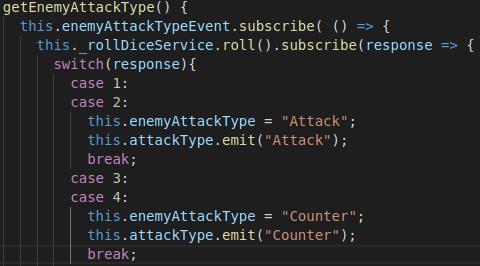 getEnemyAttackType() {
this.enemyAttackTypeEvent.subscribe( () => {
this._rollDiceService.roll().subscribe(response => {
switch(response){
case 1:
case 2:
this.enemyAttackType = "Attack";
this.attackType.emit("Attack");
break;
case 3:
case 4:
this.enemyAttackType = "Counter";
this.attackType.emit("Counter");
break;